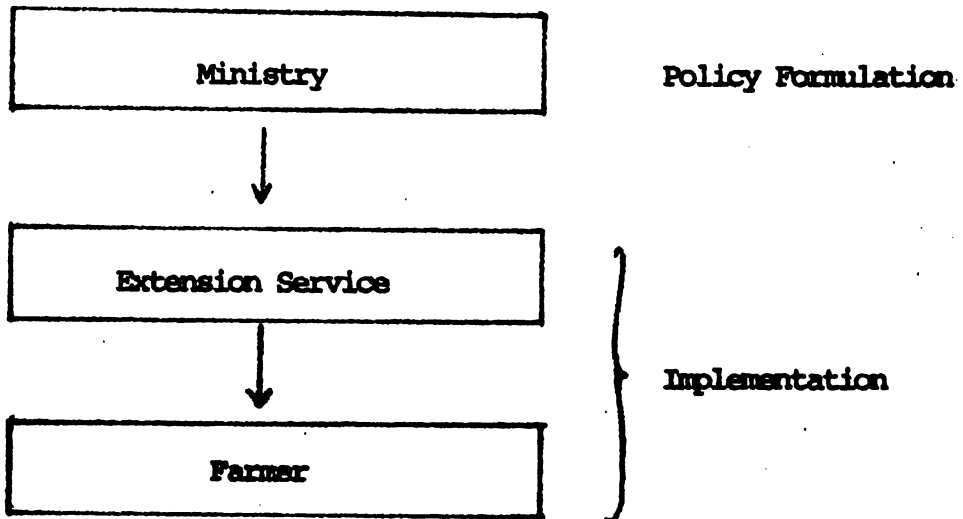 Ministry
Policy Formulation
Extension Service
Implementation
Farmer